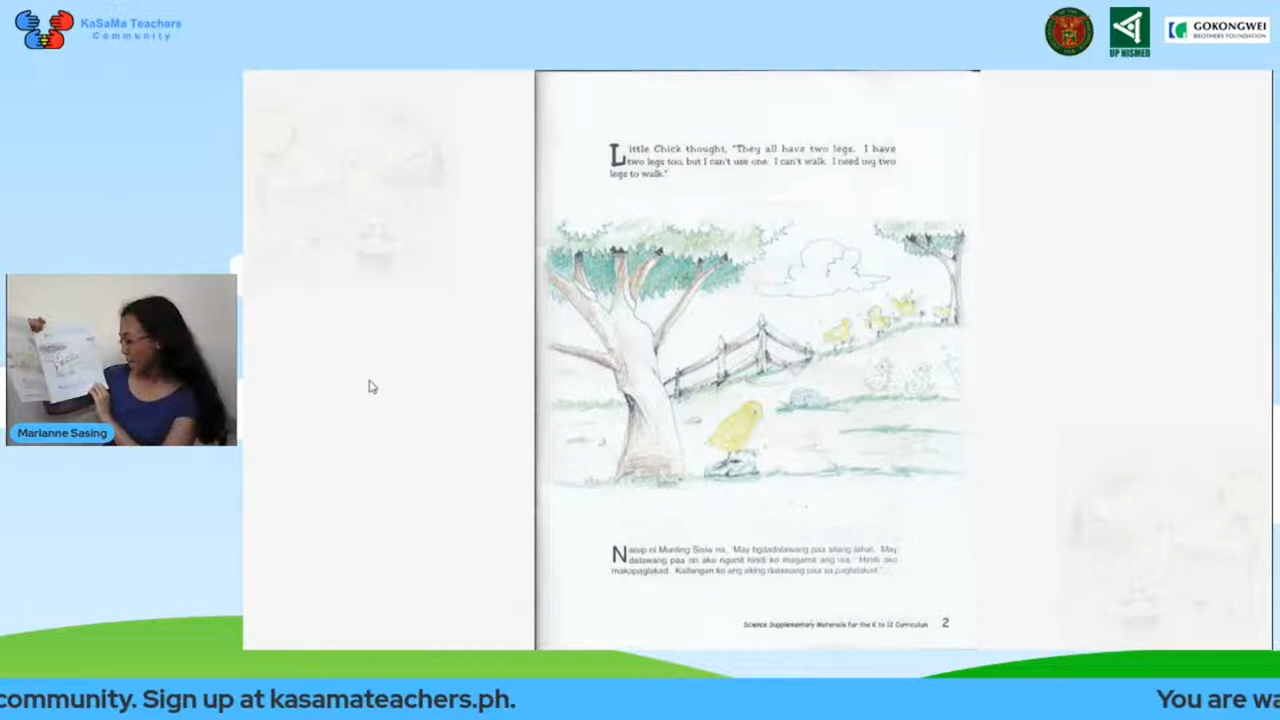 KaSaMa Teachers
Community
UP NISMED
GOKONGWEI
BROTHERS FOUNDATION
Little Chick thought, "They all have two legs. I have
two legs too, but I can't use one. I can't walk. I need my two
legs to walk."
Marianne Sasing
Naisip ni Munting Sisiw na, "May tigdadalawang paa silang lahat. May
dalawang paa rin ako ngunit hindi ko magamit ang isa. Hindi ako
makapaglakad. Kailangan ko ang aking dalawang paa sa paglalakad."
Science Supplementary Materials for the K to 12 Curriculum 2
community. Sign up at kasamateachers.ph.
You are wa